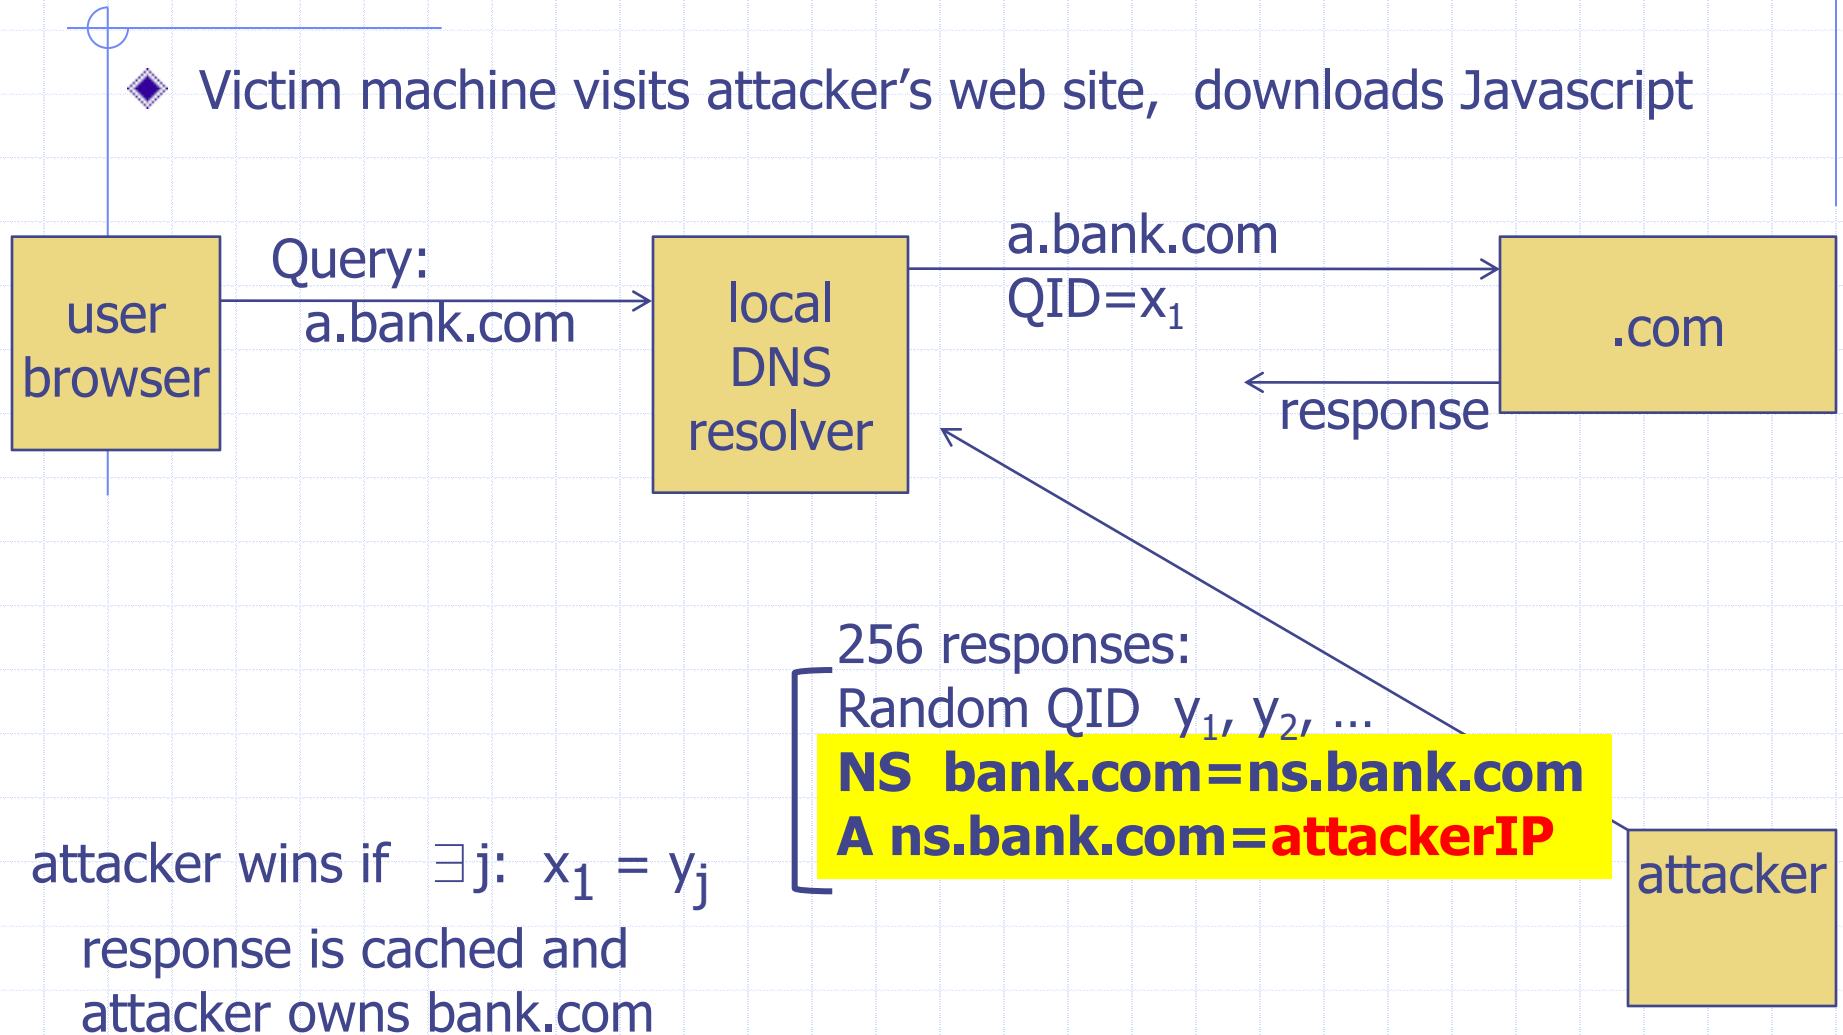 Victim machine visits attacker’s web site, downloads Javascript
user
browser
Query:
a.bank.com
local
DNS
resolver
a.bank.com
QID=x₁
.com
response
256 responses:
Random QID y₁, y₂, …
NS bank.com=ns.bank.com
A ns.bank.com=attackerIP
attacker
attacker wins if ∃j: x₁ = yⱼ
response is cached and
attacker owns bank.com